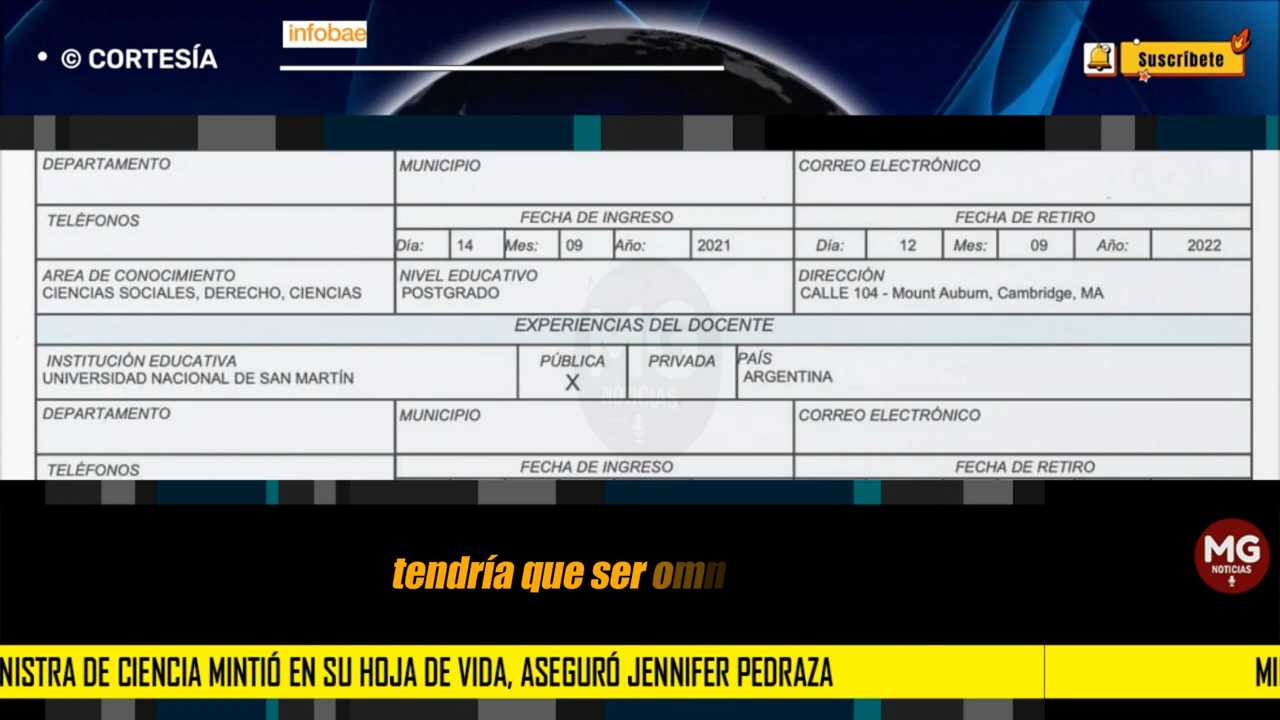 • © CORTESÍA
infobae
Suscríbete
DEPARTAMENTO
MUNICIPIO
CORREO ELECTRÓNICO
TELÉFONOS
FECHA DE INGRESO
FECHA DE RETIRO
Día: 14 Mes: 09 Año: 2021
Día: 12 Mes: 09 Año: 2022
AREA DE CONOCIMIENTO
CIENCIAS SOCIALES, DERECHO, CIENCIAS
NIVEL EDUCATIVO
POSTGRADO
DIRECCIÓN
CALLE 104 - Mount Auburn, Cambridge, MA
EXPERIENCIAS DEL DOCENTE
INSTITUCIÓN EDUCATIVA
UNIVERSIDAD NACIONAL DE SAN MARTÍN
PÚBLICA
X
PRIVADA
PAÍS
ARGENTINA
MG
NOTICIAS
DEPARTAMENTO
MUNICIPIO
CORREO ELECTRÓNICO
TELÉFONOS
FECHA DE INGRESO
FECHA DE RETIRO
tendría que ser omn
MG
NOTICIAS
NISTRA DE CIENCIA MINTIÓ EN SU HOJA DE VIDA, ASEGURÓ JENNIFER PEDRAZA
MI